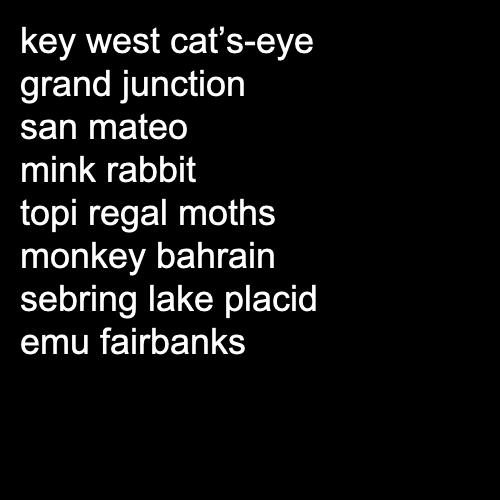 key west cat’s-eye
grand junction
san mateo
mink rabbit
topi regal moths
monkey bahrain
sebring lake placid
emu fairbanks